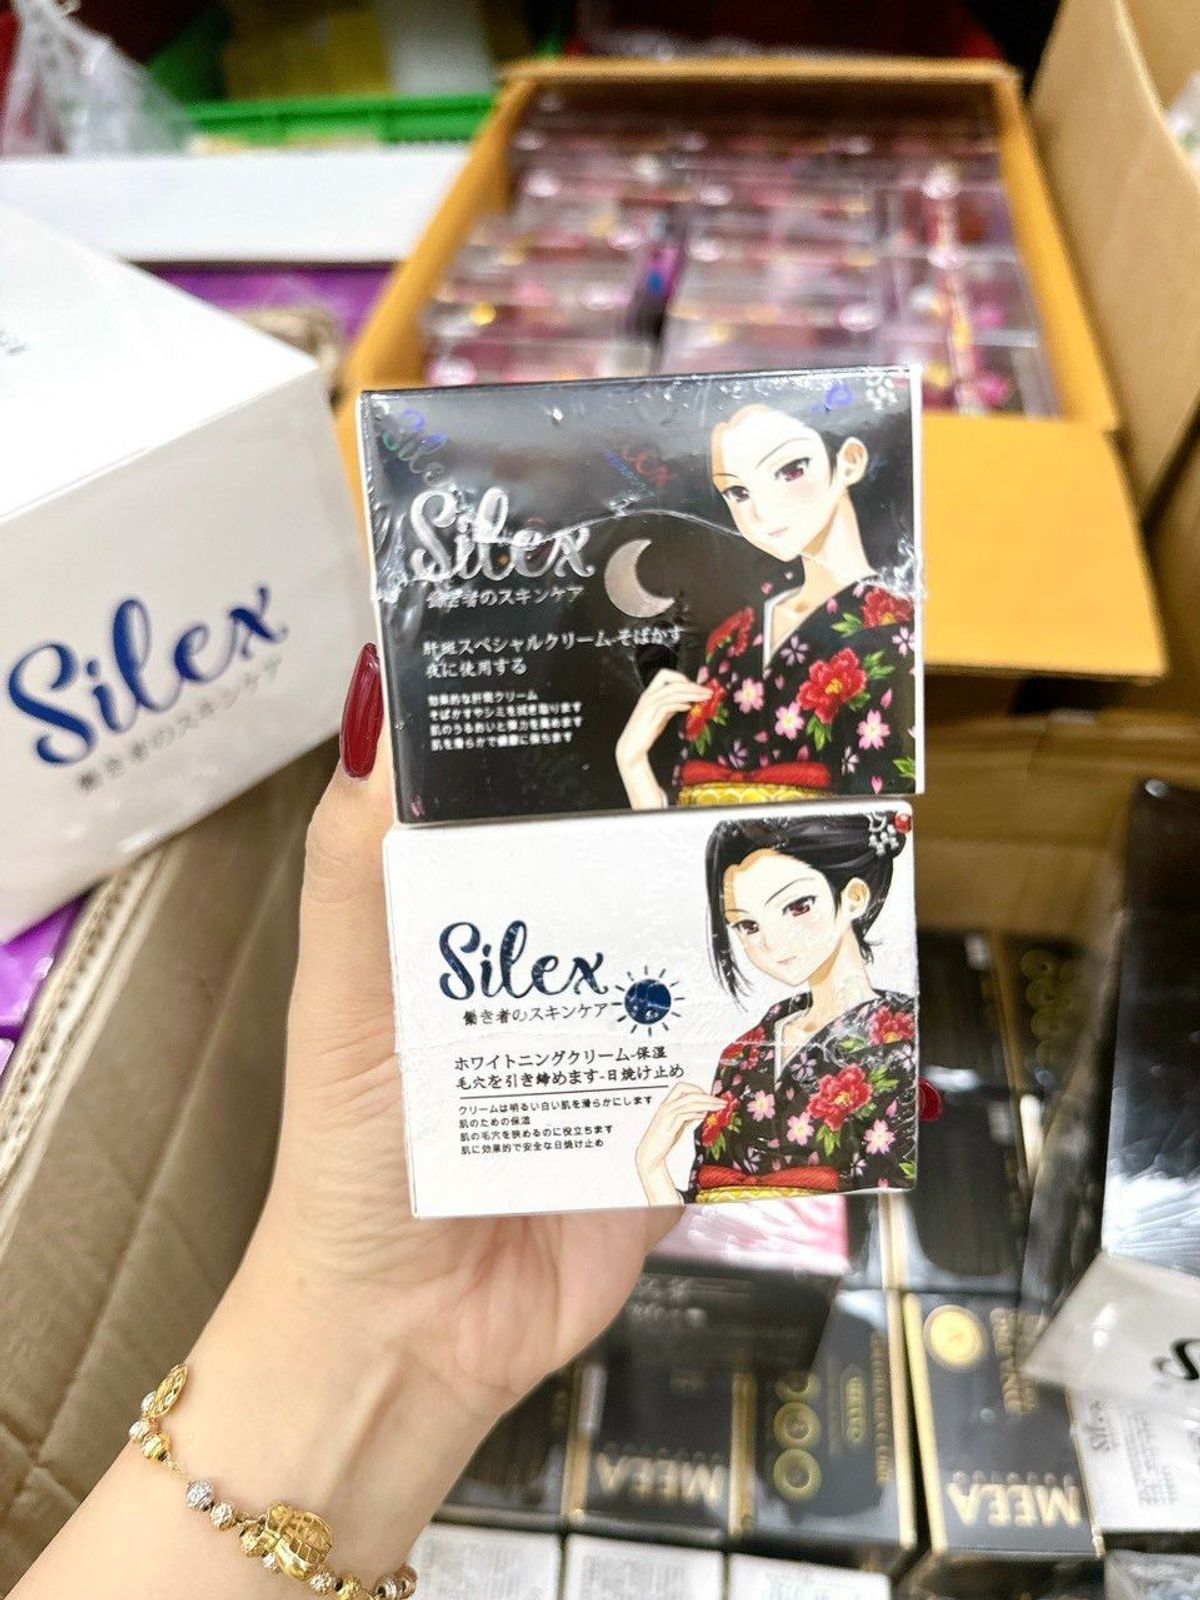 Silex
働き者のスキンケア
Silex
働き者のスキンケア
肝斑スペシャルクリーム-そばかす
夜に使用する
効果的な肝斑クリーム
そばかすやシミを拭き取ります
肌のうるおいと弾力を高めます
肌を滑らかで健康に保ちます
Silex
働き者のスキンケア
ホワイトニングクリーム-保湿
毛穴を引き締めます-日焼け止め
クリームは明るい白い肌を滑らかにします
肌のための保湿
肌の毛穴を狭めるのに役立ちます
肌に効果的で安全な日焼け止め
MEEA
MEEA